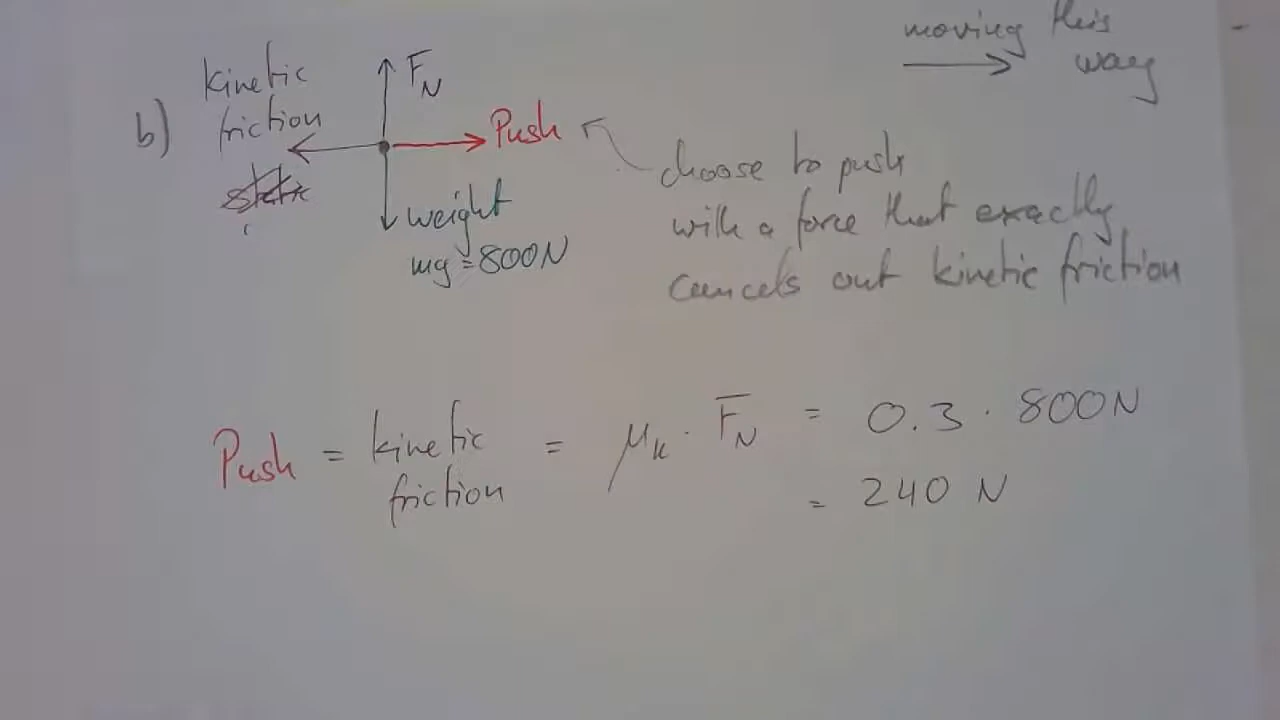 moving this
way
b)
kinetic
friction
F_N
Push
weight
mg = 800N
choose to push
with a force that exactly
cancels out kinetic friction
Push = kinetic friction = μ_k · F_N = 0.3 · 800N
= 240 N